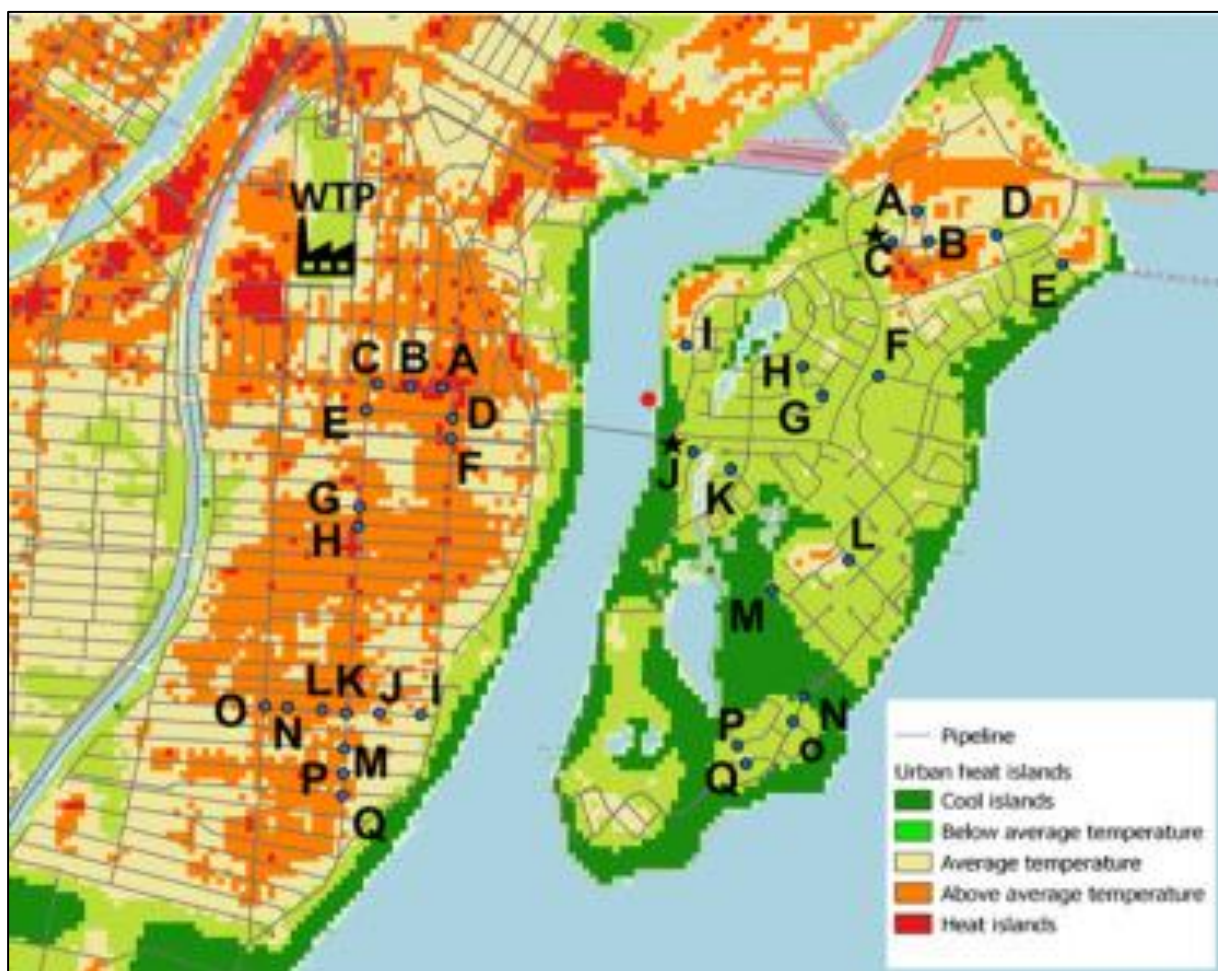 WTP
A
D
B
C
E
I
F
H
G
C B A
E
D
F
J
K
G
H
L
M
L K J I
O
N
M
P
Q
N
O
P
Q
Pipeline
Urban heat islands
Cool islands
Below average temperature
Average temperature
Above average temperature
Heat islands